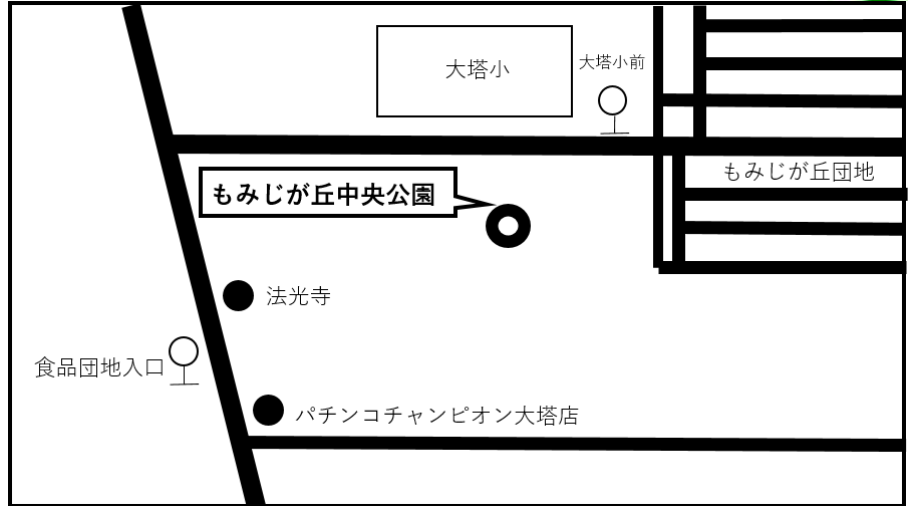 大塔小
大塔小前
もみじが丘団地
もみじが丘中央公園
法光寺
食品団地入口
パチンコチャンピオン大塔店